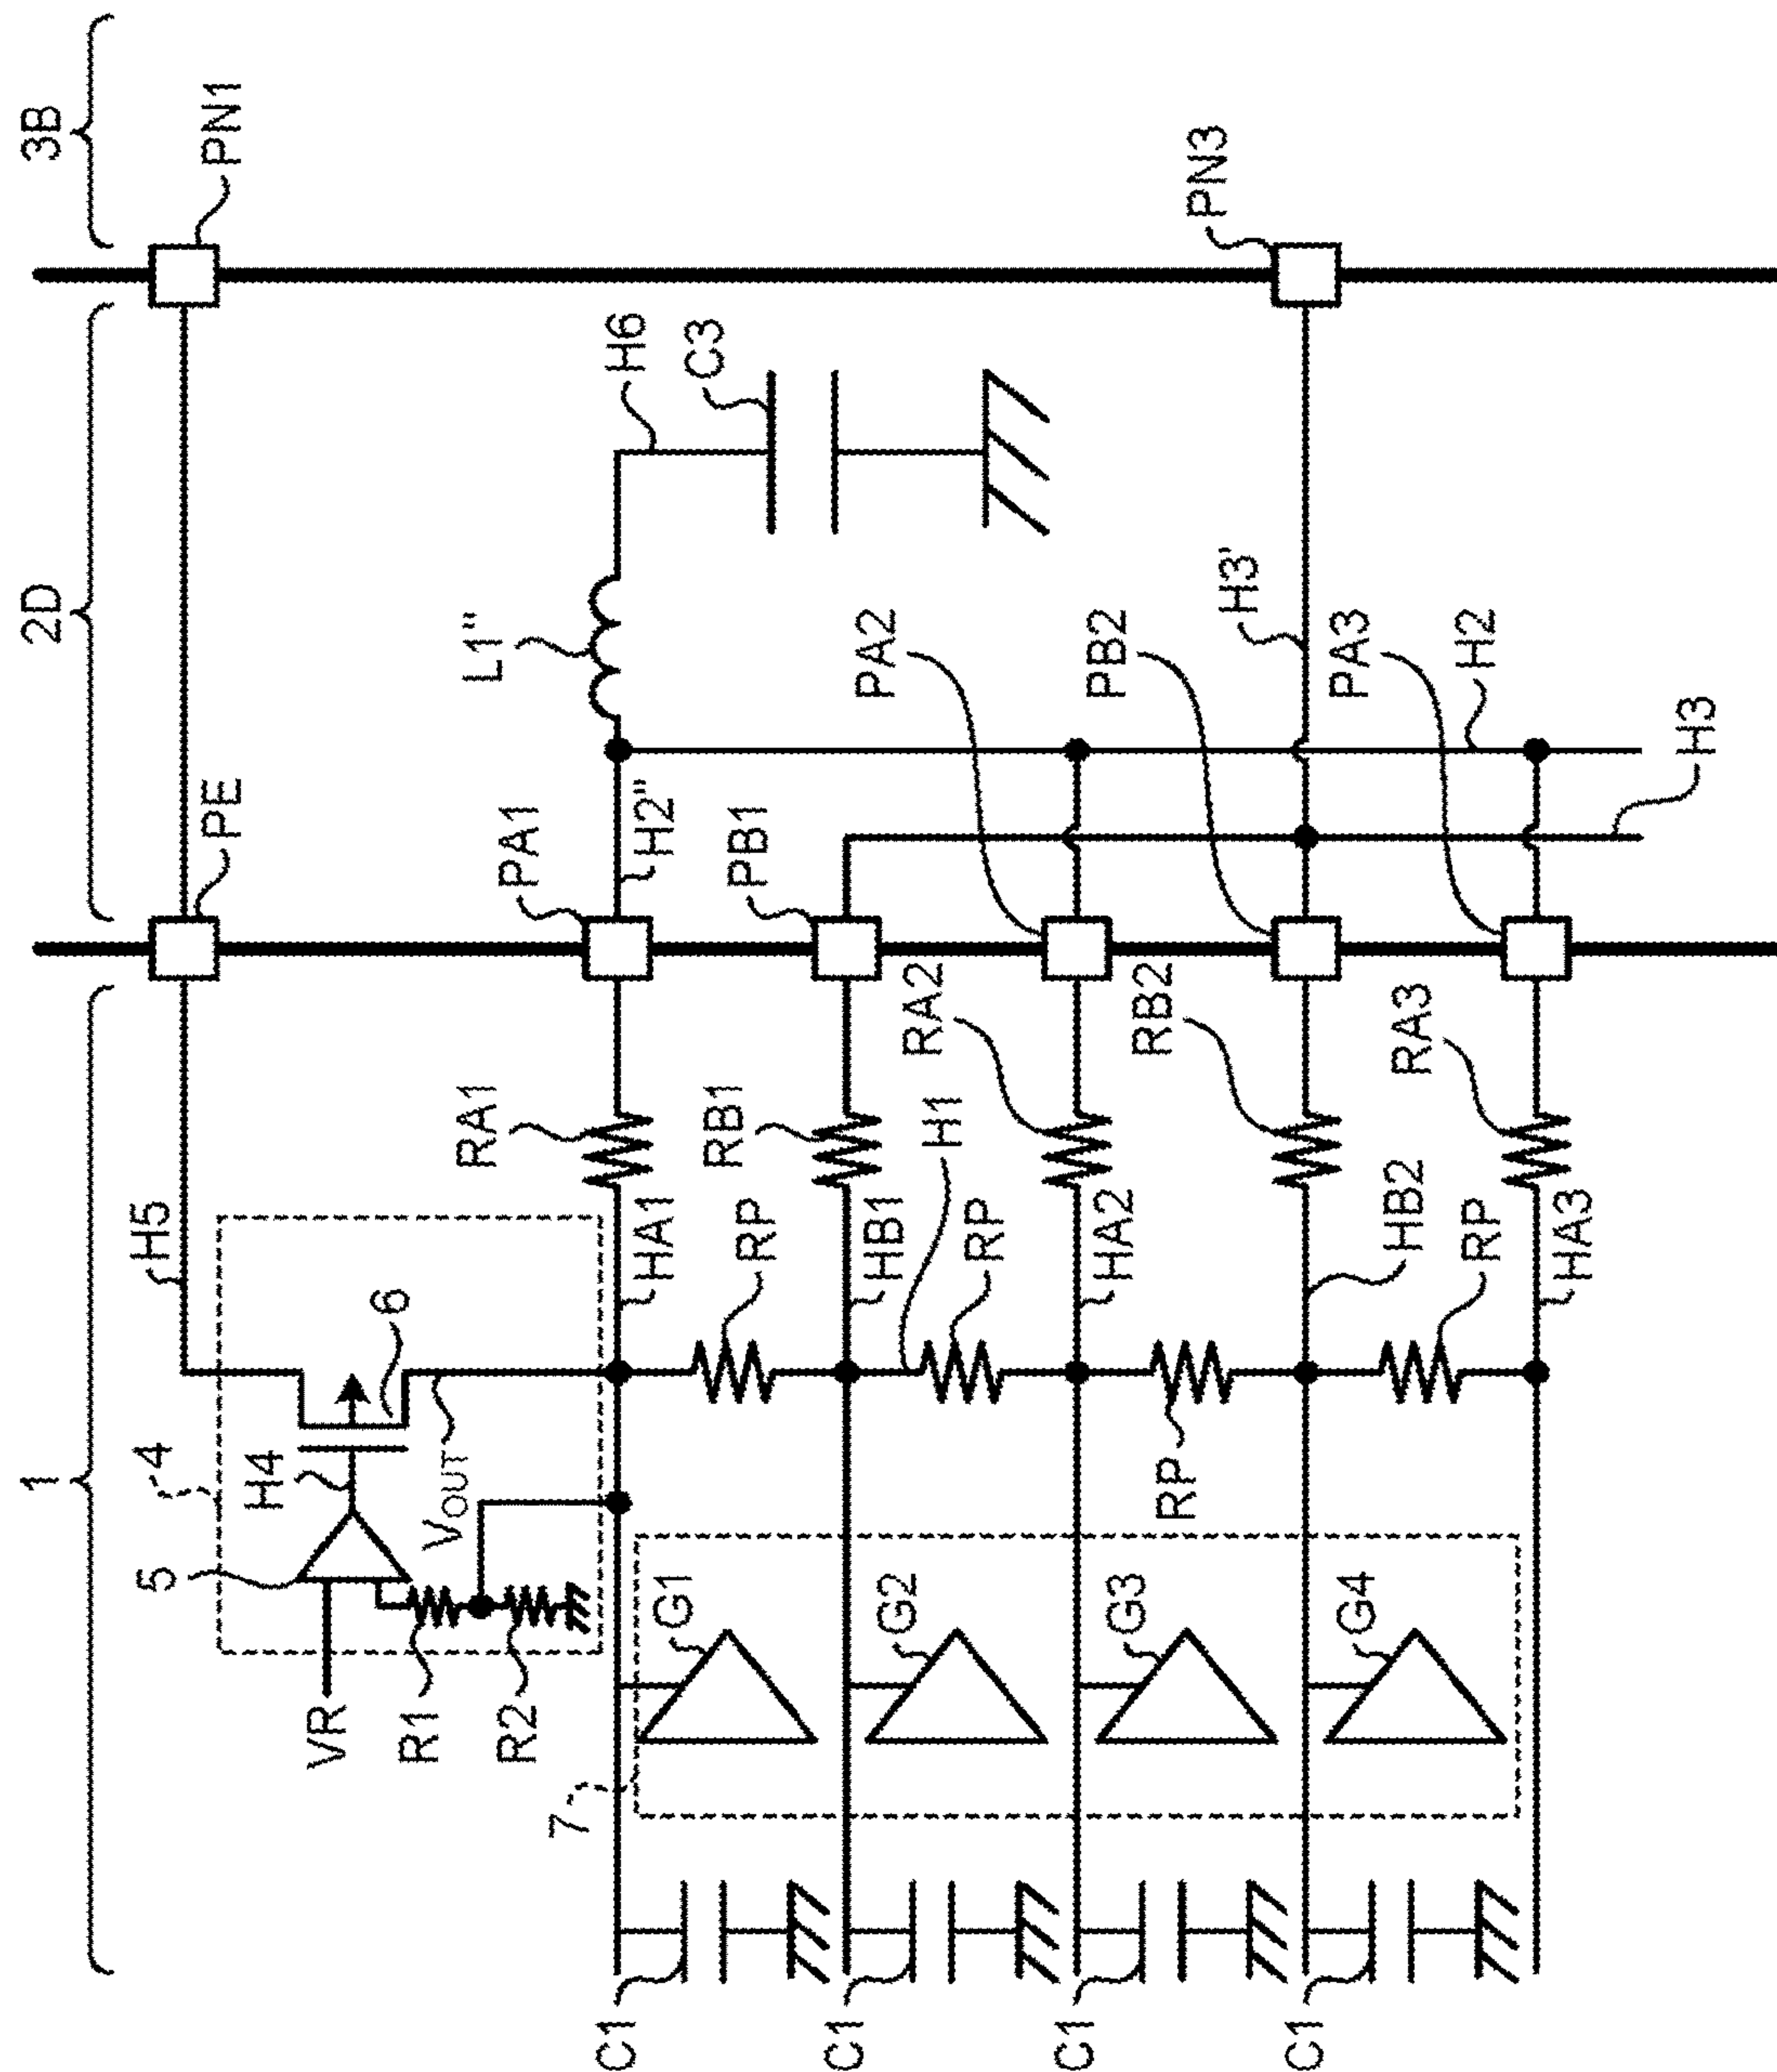 1
2D
3B
H5
PE
PN1
4
5
H4
6
VR
R1
R2
VOUT
RA1
HA1
PA1
H2"
L1"
H6
C3
7
G1
RP
RB1
HB1
PB1
G2
H1
RP
RA2
HA2
PA2
G3
RP
RB2
HB2
PB2
H3'
PN3
G4
RP
RA3
HA3
PA3
H2
H3
C1
C1
C1
C1